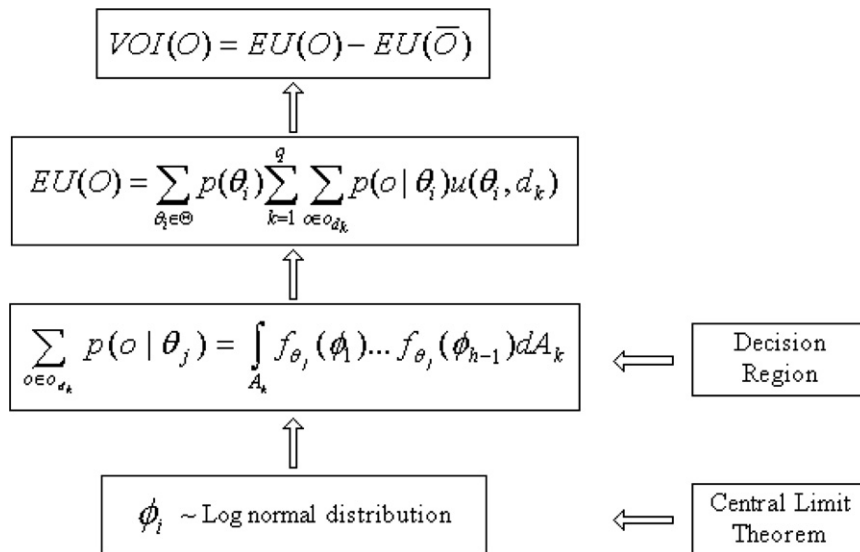 VOI(O) = EU(O) − EU(O̅)
EU(O) = ∑_{θ_i∈Θ} p(θ_i) ∑_{k=1}^{q} ∑_{o∈o_{d_k}} p(o | θ_i)u(θ_i, d_k)
∑_{o∈o_{d_k}} p(o | θ_j) = ∫_{A_k} f_{θ_j}(ϕ_1)... f_{θ_j}(ϕ_{h−1})dA_k
Decision
Region
ϕ_i ~ Log normal distribution
Central Limit
Theorem